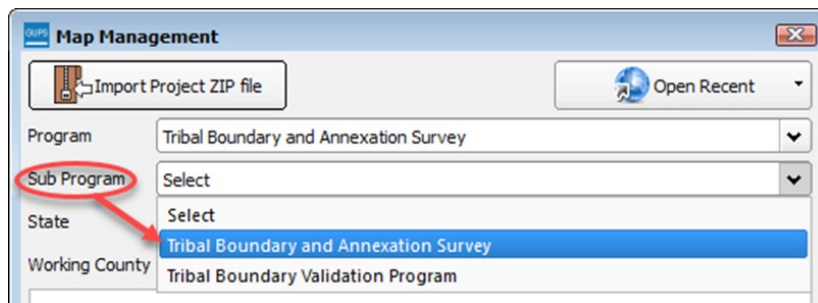 GUPS Map Management
Import Project ZIP file Open Recent
Program Tribal Boundary and Annexation Survey
Sub Program Select
State Select
Tribal Boundary and Annexation Survey
Working County Tribal Boundary Validation Program